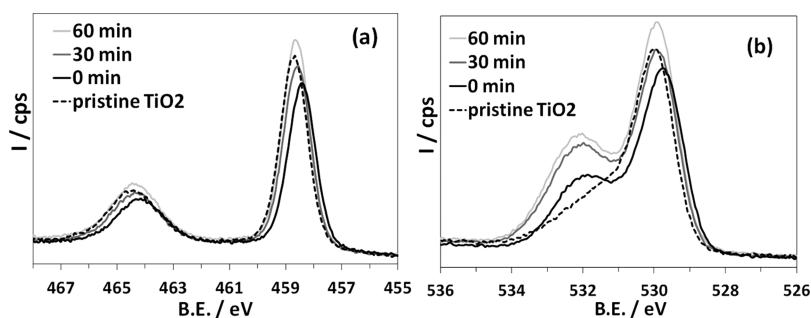 60 min
30 min
0 min
pristine TiO2
(a)
I / cps
467 465 463 461 459 457 455
B.E. / eV
60 min
30 min
0 min
pristine TiO2
(b)
I / cps
536 534 532 530 528 526
B.E. / eV